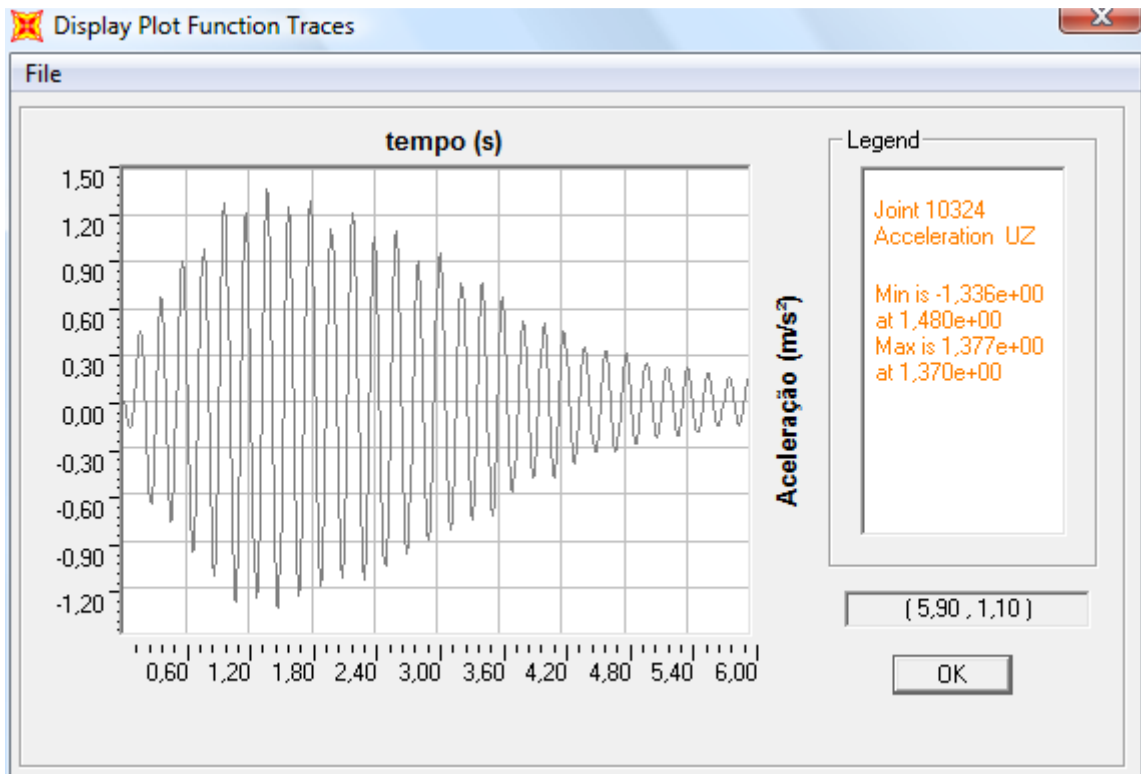 Display Plot Function Traces
X
File
tempo (s)
1,50
1,20
0,90
0,60
0,30
0,00
-0,30
-0,60
-0,90
-1,20
0,60 1,20 1,80 2,40 3,00 3,60 4,20 4,80 5,40 6,00
Aceleração (m/s²)
Legend
Joint 10324
Acceleration UZ
Min is -1,336e+00
at 1,480e+00
Max is 1,377e+00
at 1,370e+00
( 5,90 , 1,10 )
OK